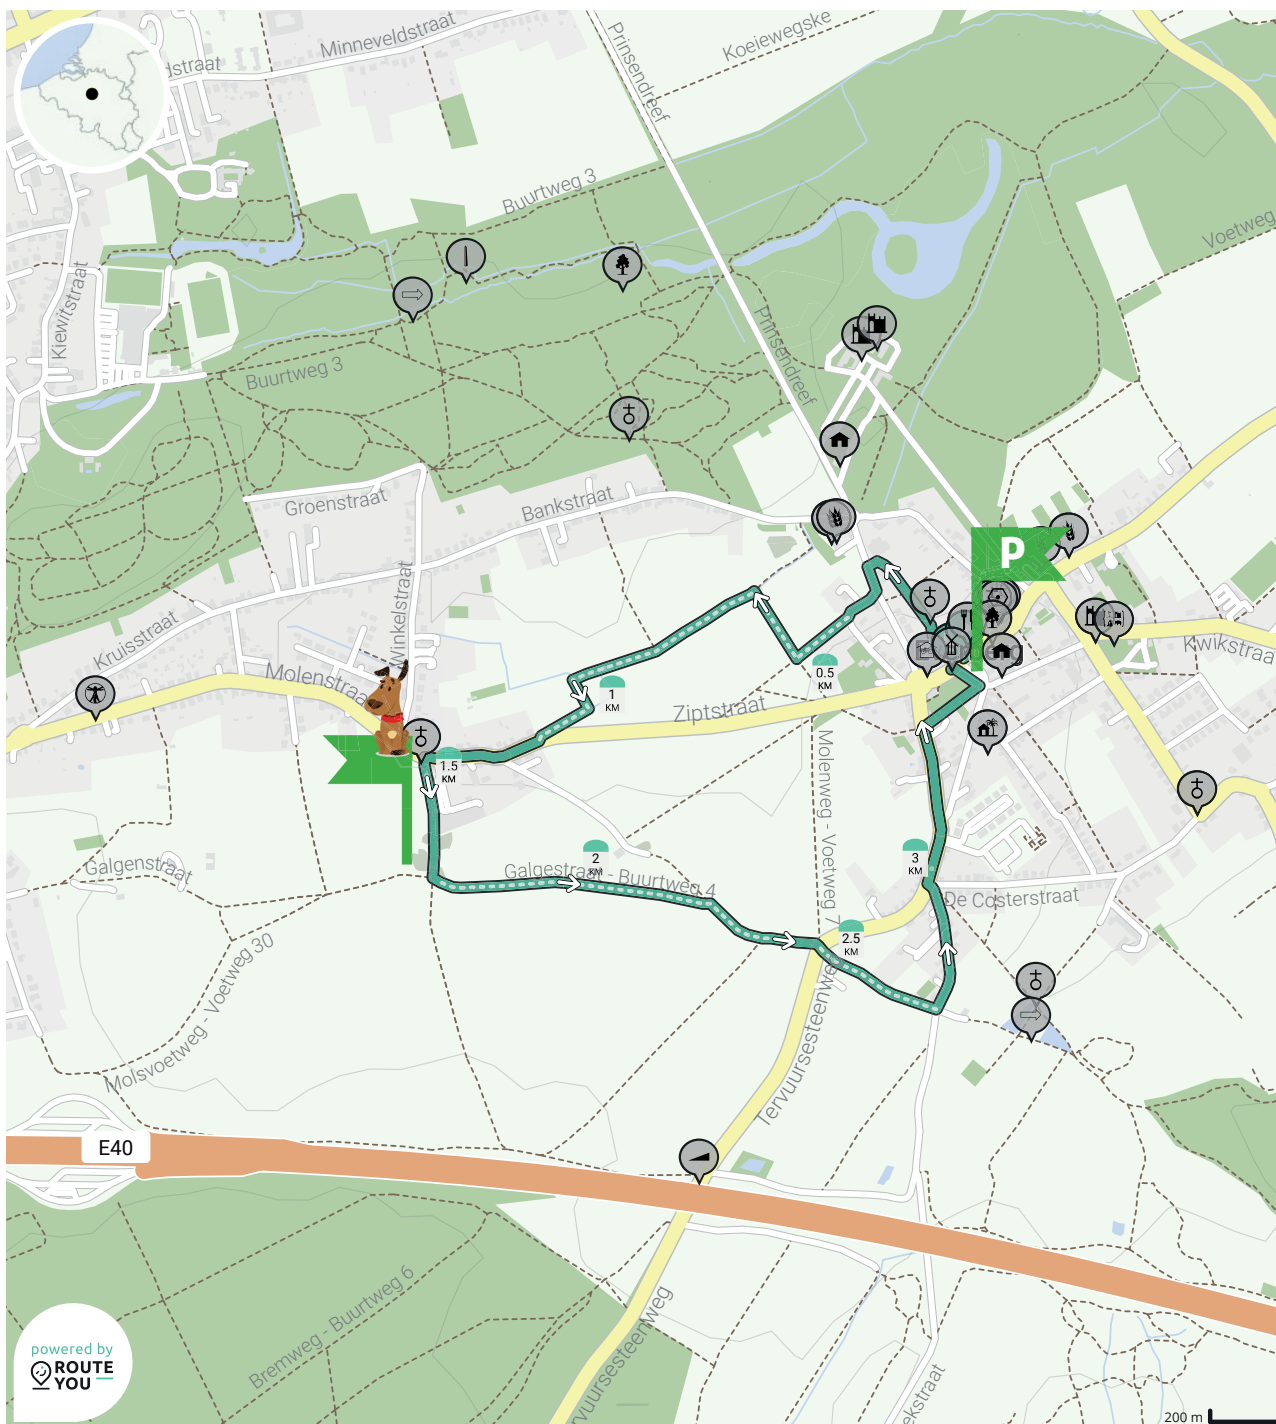 Minneveldstraat
Koeiewegske
Prinsendreef
Buurtweg 3
Voetweg
Kiewitstraat
Buurtweg 3
Prinsendreef
Groenstraat
Bankstraat
P
Winkelstraat
Kruisstraat
Kwikstraat
Molenstraat
0.5
KM
1
KM
Ziptstraat
1.5
KM
Molenweg - Voetweg 7
2
KM
3
KM
Galgenstraat
Galgestraat - Buurtweg 4
De Costerstraat
2.5
KM
Molsvoetweg - Voetweg 30
Tervuursesteenweg
E40
Bremweg - Buurtweg 6
powered by
ROUTE
YOU
200 m